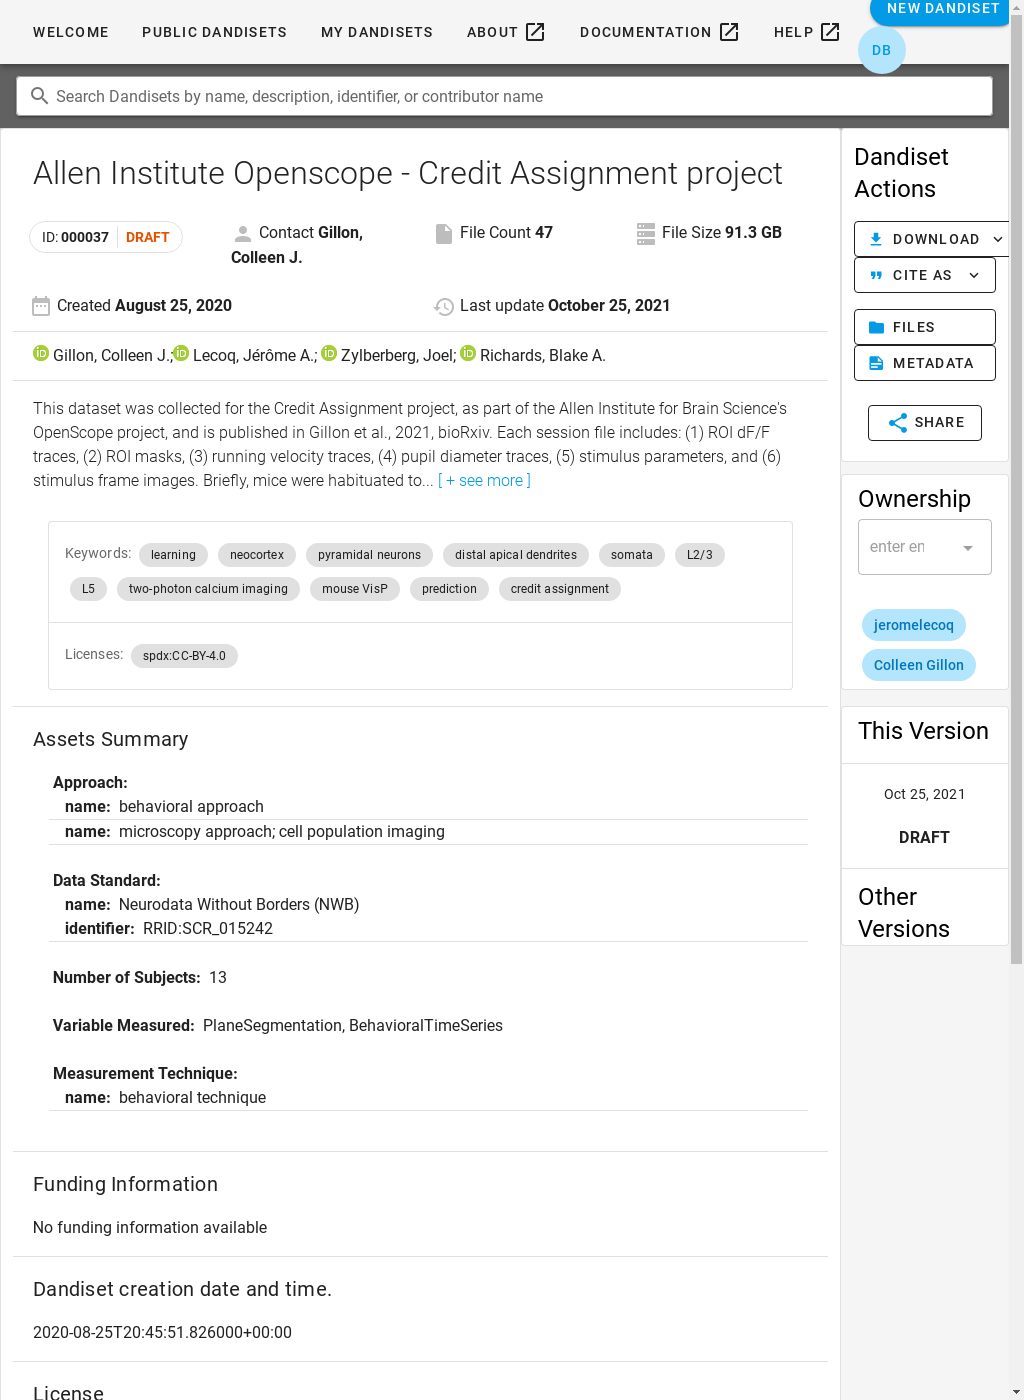 WELCOME PUBLIC DANDISETS MY DANDISETS ABOUT DOCUMENTATION HELP NEW DANDISET
DB
Search Dandisets by name, description, identifier, or contributor name
Allen Institute Openscope - Credit Assignment project
ID: 000037 DRAFT
Contact Gillon, Colleen J.
File Count 47
File Size 91.3 GB
Created August 25, 2020
Last update October 25, 2021
iD Gillon, Colleen J.; iD Lecoq, Jérôme A.; iD Zylberberg, Joel; iD Richards, Blake A.
This dataset was collected for the Credit Assignment project, as part of the Allen Institute for Brain Science's
OpenScope project, and is published in Gillon et al., 2021, bioRxiv. Each session file includes: (1) ROI dF/F
traces, (2) ROI masks, (3) running velocity traces, (4) pupil diameter traces, (5) stimulus parameters, and (6)
stimulus frame images. Briefly, mice were habituated to... [ + see more ]
Keywords: learning neocortex pyramidal neurons distal apical dendrites somata L2/3
L5 two-photon calcium imaging mouse VisP prediction credit assignment
Licenses: spdx:CC-BY-4.0
Assets Summary
Approach:
name: behavioral approach
name: microscopy approach; cell population imaging
Data Standard:
name: Neurodata Without Borders (NWB)
identifier: RRID:SCR_015242
Number of Subjects: 13
Variable Measured: PlaneSegmentation, BehavioralTimeSeries
Measurement Technique:
name: behavioral technique
Funding Information
No funding information available
Dandiset creation date and time.
2020-08-25T20:45:51.826000+00:00
License
Dandiset
Actions
DOWNLOAD
CITE AS
FILES
METADATA
SHARE
Ownership
enter en
jeromelecoq
Colleen Gillon
This Version
Oct 25, 2021
DRAFT
Other
Versions